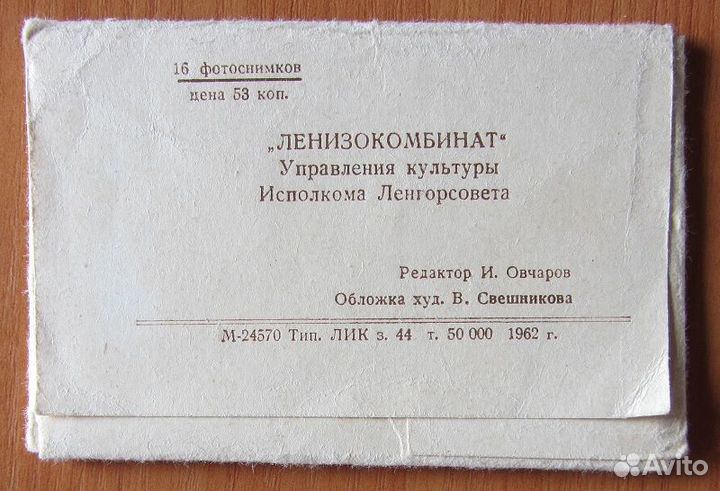 16 фотоснимков
цена 53 коп.
„ЛЕНИЗОКОМБИНАТ“
Управления культуры
Исполкома Ленгорсовета
Редактор И. Овчаров
Обложка худ. В. Свешникова
М-24570 Тип. ЛИК з. 44 т. 50 000 1962 г.
Avito